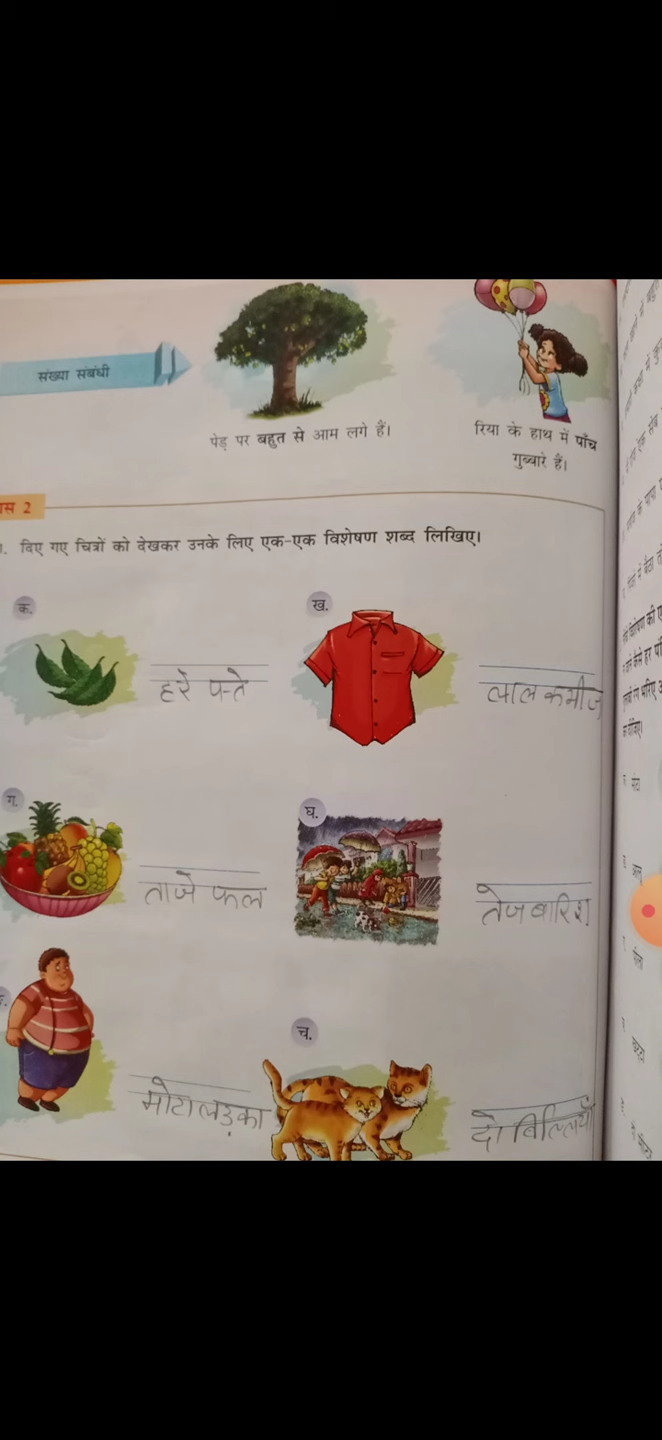 संख्या संबंधी
पेड़ पर बहुत से आम लगे हैं।
रिया के हाथ में पाँच
गुब्बारे हैं।
स 2
. दिए गए चित्रों को देखकर उनके लिए एक-एक विशेषण शब्द लिखिए।
क.
हरे पत्ते
ख.
लाल कमीज
ग.
ताजे फल
घ.
तेज बारिश
मोटा लड़का
च.
दो बिल्लियाँ